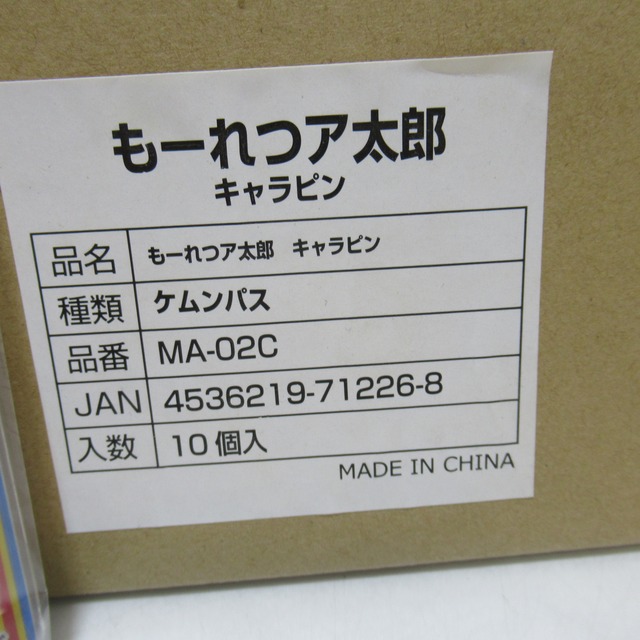 もーれつア太郎
キャラピン
品名 もーれつア太郎 キャラピン
種類 ケムンパス
品番 MA-02C
JAN 4536219-71226-8
入数 10個入
MADE IN CHINA